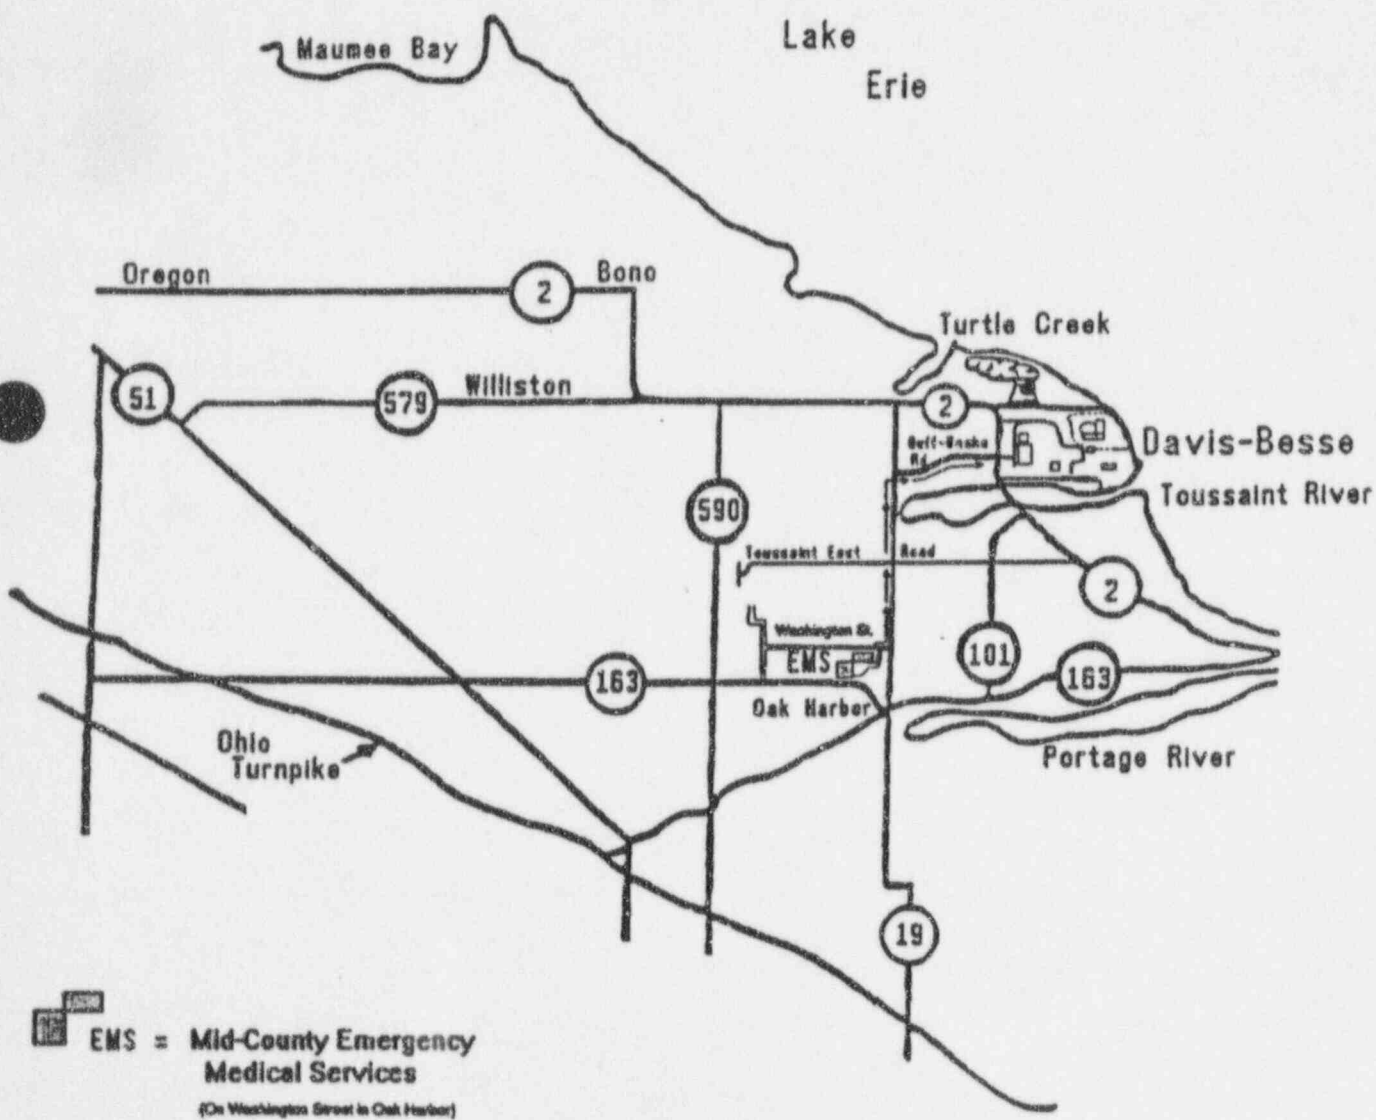 Lake
Erie
Maumee Bay
Oregon
2
Bono
Turtle Creek
51
579
Williston
2
Rd.
Davis-Besse
590
Toussaint River
Toussaint East Road
2
Washington St.
EMS
101
163
163
Oak Harbor
Ohio
Turnpike
Portage River
19
EMS = Mid-County Emergency
Medical Services
(On Washington Street in Oak Harbor)